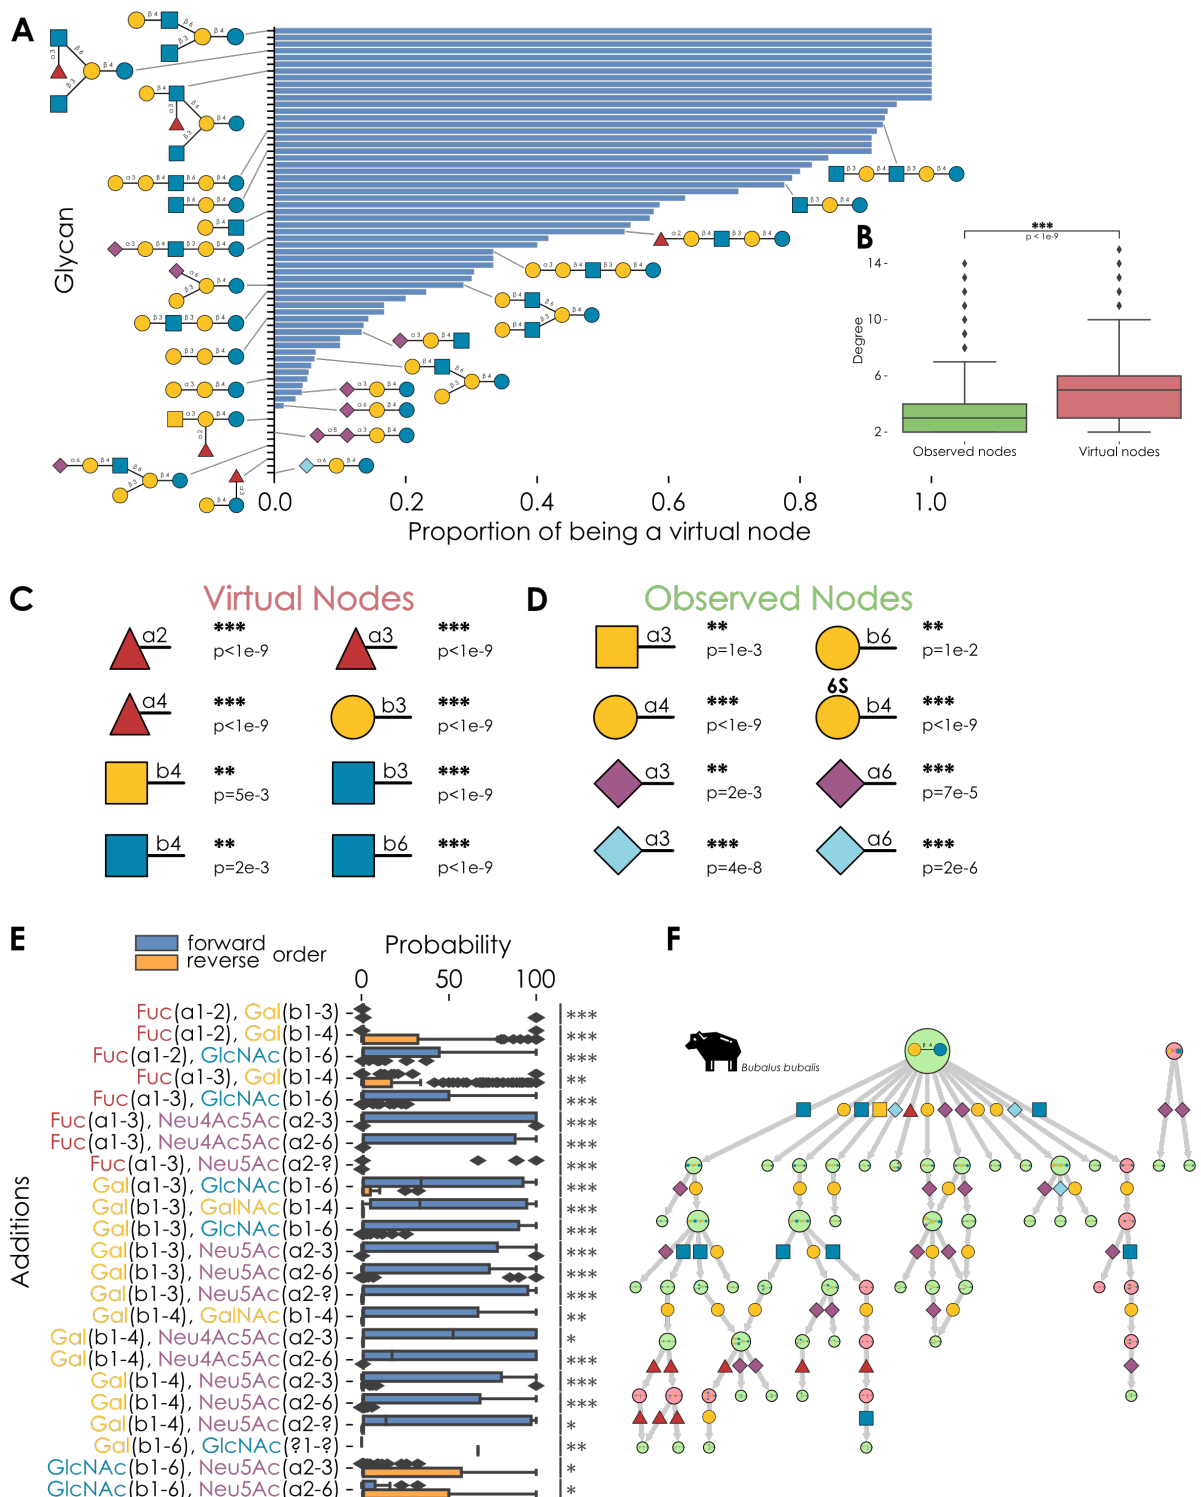 A
Glycan
0.0 0.2 0.4 0.6 0.8 1.0
Proportion of being a virtual node
B
***
p < 1e-9
Degree
14
10
6
2
Observed nodes Virtual nodes
C Virtual Nodes
a2 *** p<1e-9
a3 *** p<1e-9
a4 *** p<1e-9
b3 *** p<1e-9
b4 ** p=5e-3
b3 *** p<1e-9
b4 ** p=2e-3
b6 *** p<1e-9
D Observed Nodes
a3 ** p=1e-3
b6 ** p=1e-2
a4 *** p<1e-9
6S b4 *** p<1e-9
a3 ** p=2e-3
a6 *** p=7e-5
a3 *** p=4e-8
a6 *** p=2e-6
E
forward
reverse
order
Probability
0 50 100
Additions
Fuc(a1-2), Gal(b1-3) ***
Fuc(a1-2), Gal(b1-4) ***
Fuc(a1-2), GlcNAc(b1-6) ***
Fuc(a1-3), Gal(b1-4) **
Fuc(a1-3), GlcNAc(b1-6) ***
Fuc(a1-3), Neu4Ac5Ac(a2-3) ***
Fuc(a1-3), Neu4Ac5Ac(a2-6) ***
Fuc(a1-3), Neu5Ac(a2-?) ***
Gal(a1-3), GlcNAc(b1-6) ***
Gal(b1-3), GalNAc(b1-4) ***
Gal(b1-3), GlcNAc(b1-6) ***
Gal(b1-3), Neu5Ac(a2-3) ***
Gal(b1-3), Neu5Ac(a2-6) ***
Gal(b1-3), Neu5Ac(a2-?) ***
Gal(b1-4), GalNAc(b1-4) **
Gal(b1-4), Neu4Ac5Ac(a2-3) *
Gal(b1-4), Neu4Ac5Ac(a2-6) ***
Gal(b1-4), Neu5Ac(a2-3) ***
Gal(b1-4), Neu5Ac(a2-6) ***
Gal(b1-4), Neu5Ac(a2-?) *
Gal(b1-6), GlcNAc(?1-?) **
GlcNAc(b1-6), Neu5Ac(a2-3) *
GlcNAc(b1-6), Neu5Ac(a2-6) *
F
Bubalus bubalis
β 4